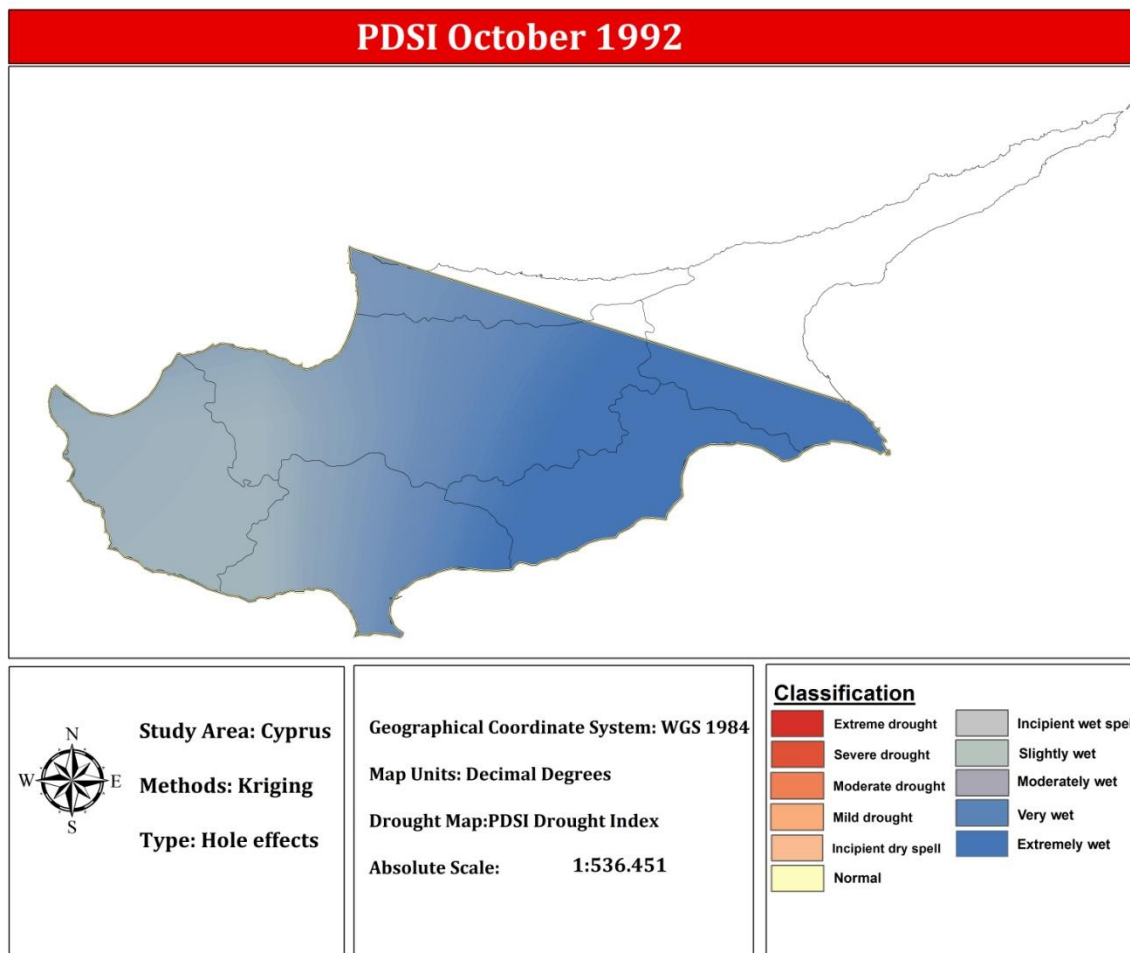 PDSI October 1992
N
W
E
S
Study Area: Cyprus
Methods: Kriging
Type: Hole effects
Geographical Coordinate System: WGS 1984
Map Units: Decimal Degrees
Drought Map:PDSI Drought Index
Absolute Scale: 1:536.451
Classification
Extreme drought
Severe drought
Moderate drought
Mild drought
Incipient dry spell
Normal
Incipient wet spel
Slightly wet
Moderately wet
Very wet
Extremely wet